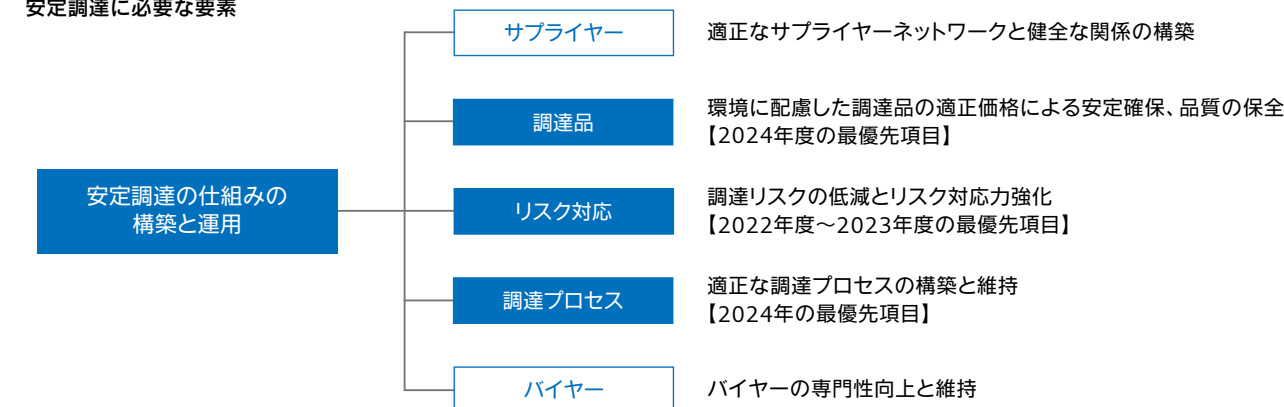 安定調達に必要な要素
サプライヤー
適正なサプライヤーネットワークと健全な関係の構築
調達品
環境に配慮した調達品の適正価格による安定確保、品質の保全
【2024年度の最優先項目】
安定調達の仕組みの
構築と運用
リスク対応
調達リスクの低減とリスク対応力強化
【2022年度～2023年度の最優先項目】
調達プロセス
適正な調達プロセスの構築と維持
【2024年の最優先項目】
バイヤー
バイヤーの専門性向上と維持